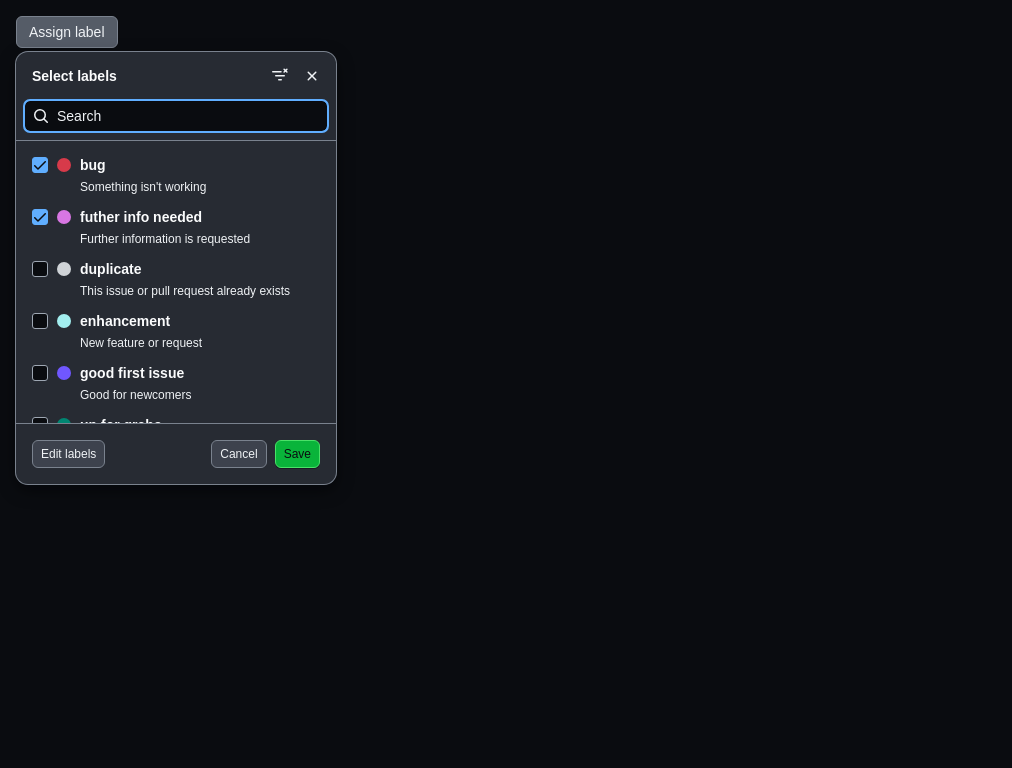 Assign label
Select labels
Search
bug
Something isn't working
futher info needed
Further information is requested
duplicate
This issue or pull request already exists
enhancement
New feature or request
good first issue
Good for newcomers
Edit labels
Cancel
Save